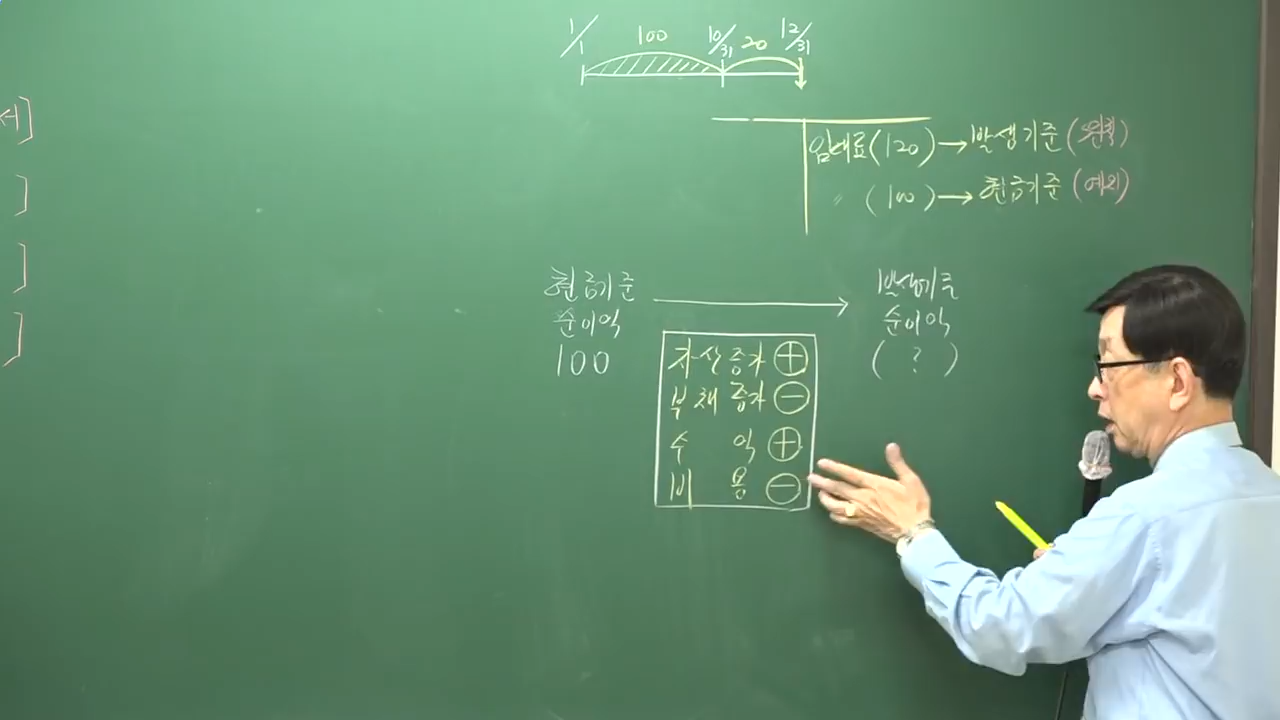 1/1 100 10/31 20 12/31
임대료(120)→발생기준(원칙)
〃 (100)→현금기준(예외)
현금기준 → 발생기준
순이익 순이익
100 ( ? )
자산증가 ⊕
부채증가 ⊖
수 익 ⊕
비 용 ⊖
서]
]
]
]